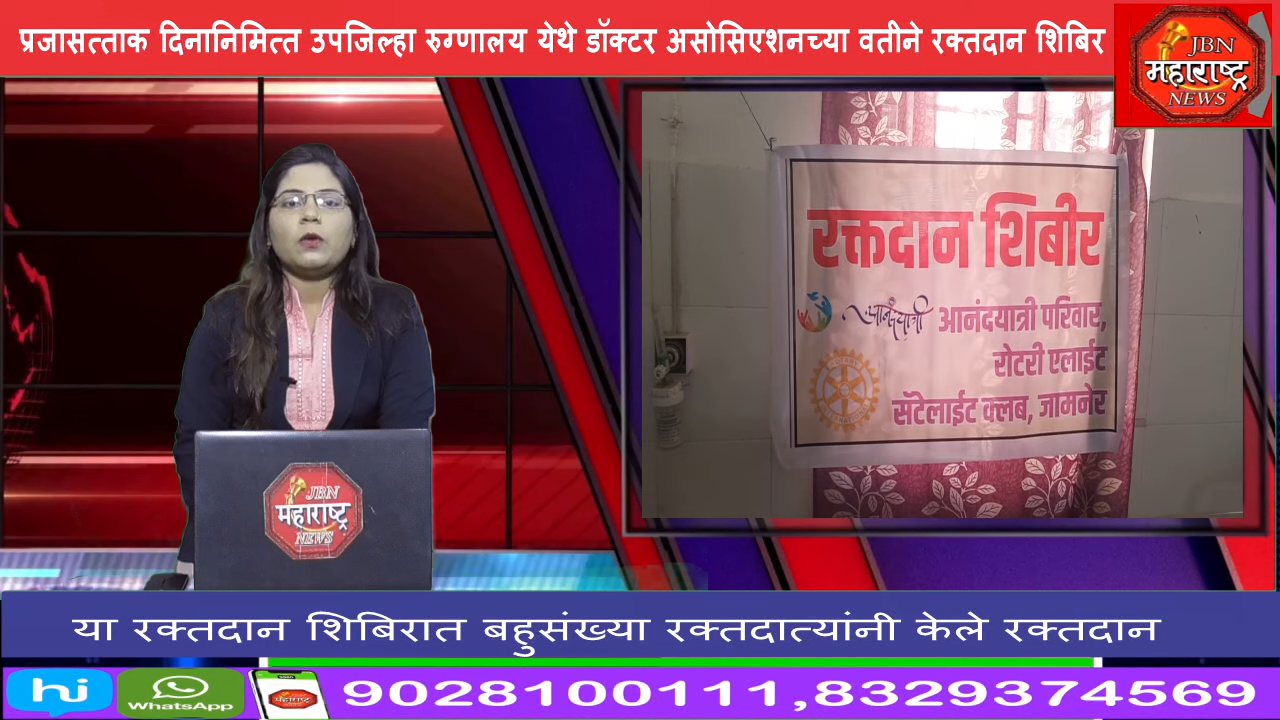 प्रजासत्ताक दिनानिमित्त उपजिल्हा रुग्णालय येथे डॉक्टर असोसिएशनच्या वतीने रक्तदान शिबिर
JBN
महाराष्ट्र
NEWS
रक्तदान शिबीर
आनंदयात्री आनंदयात्री परिवार,
रोटरी एलाईट
सॅटेलाईट क्लब, जामनेर
JBN
महाराष्ट्र
NEWS
या रक्तदान शिबिरात बहुसंख्या रक्तदात्यांनी केले रक्तदान
hi WhatsApp महाराष्ट्र 9028100111,8329374569